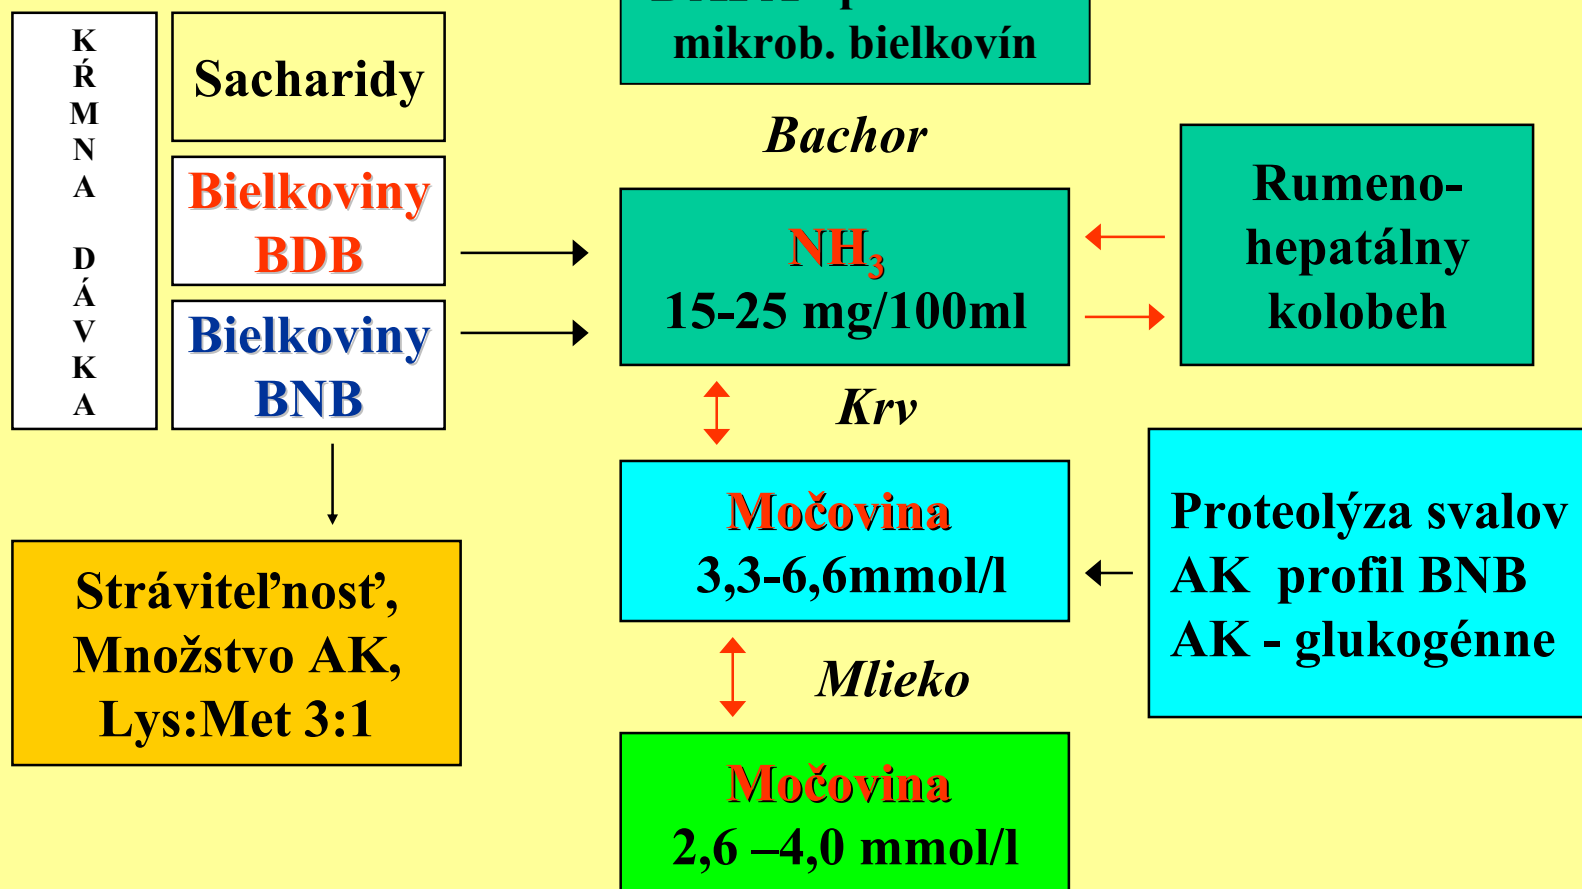 KŔMNA DÁVKA
Sacharidy
Bielkoviny
BDB
Bielkoviny
BNB
Stráviteľnosť,
Množstvo AK,
Lys:Met 3:1
mikrob. bielkovín
Bachor
NH₃
15-25 mg/100ml
Rumeno-
hepatálny
kolobeh
Krv
Močovina
3,3-6,6mmol/l
Proteolýza svalov
AK profil BNB
AK - glukogénne
Mlieko
Močovina
2,6 –4,0 mmol/l